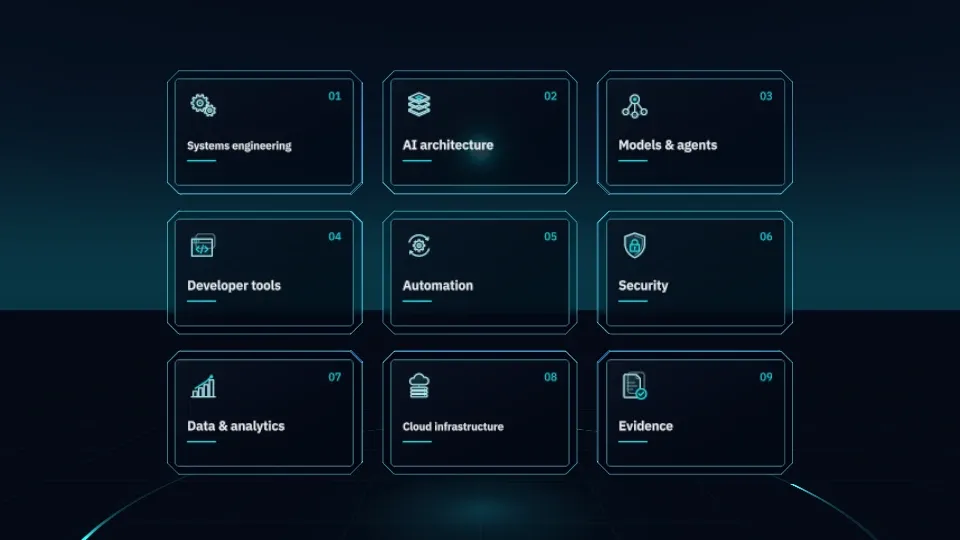 01
Systems engineering
02
AI architecture
03
Models & agents
04
Developer tools
05
Automation
06
Security
07
Data & analytics
08
Cloud infrastructure
09
Evidence